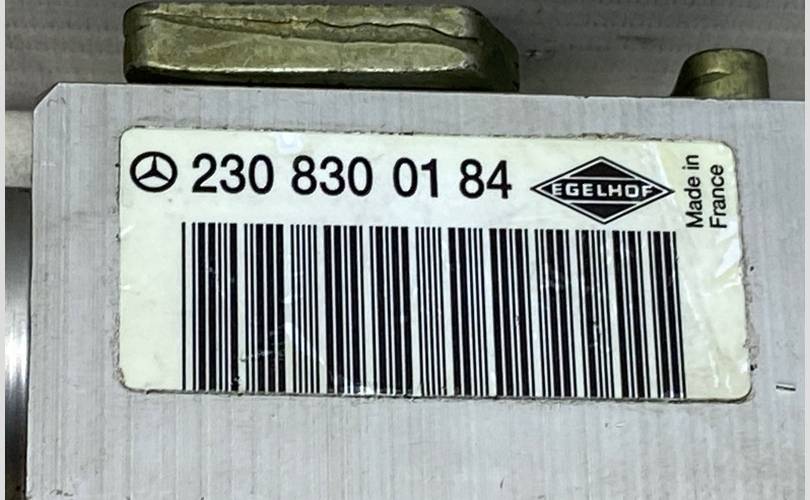 230 830 01 84
EGELHOF
Made in
France